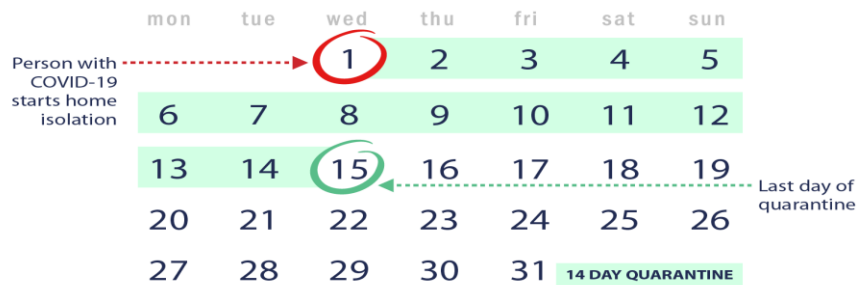 mon tue wed thu fri sat sun
Person with
COVID-19
starts home
isolation
1 2 3 4 5
6 7 8 9 10 11 12
13 14 15 16 17 18 19
Last day of
quarantine
20 21 22 23 24 25 26
27 28 29 30 31 14 DAY QUARANTINE